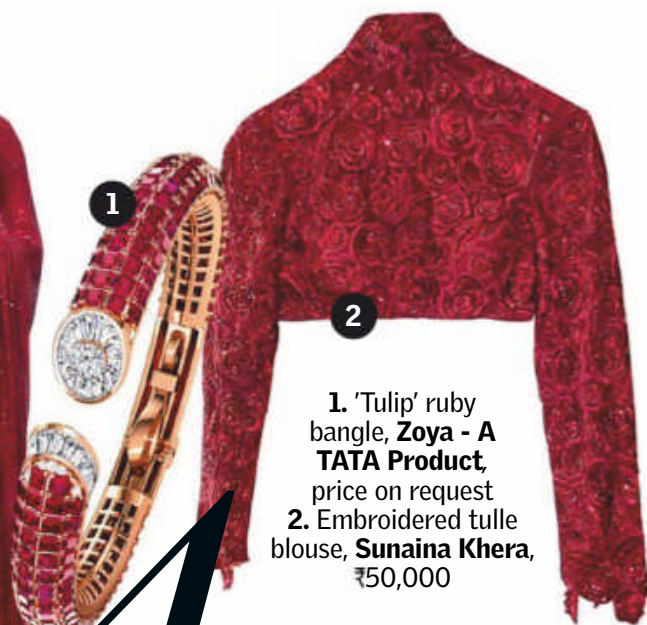 1
2
1. 'Tulip' ruby
bangle, Zoya - A
TATA Product,
price on request
2. Embroidered tulle
blouse, Sunaina Khera,
₹50,000